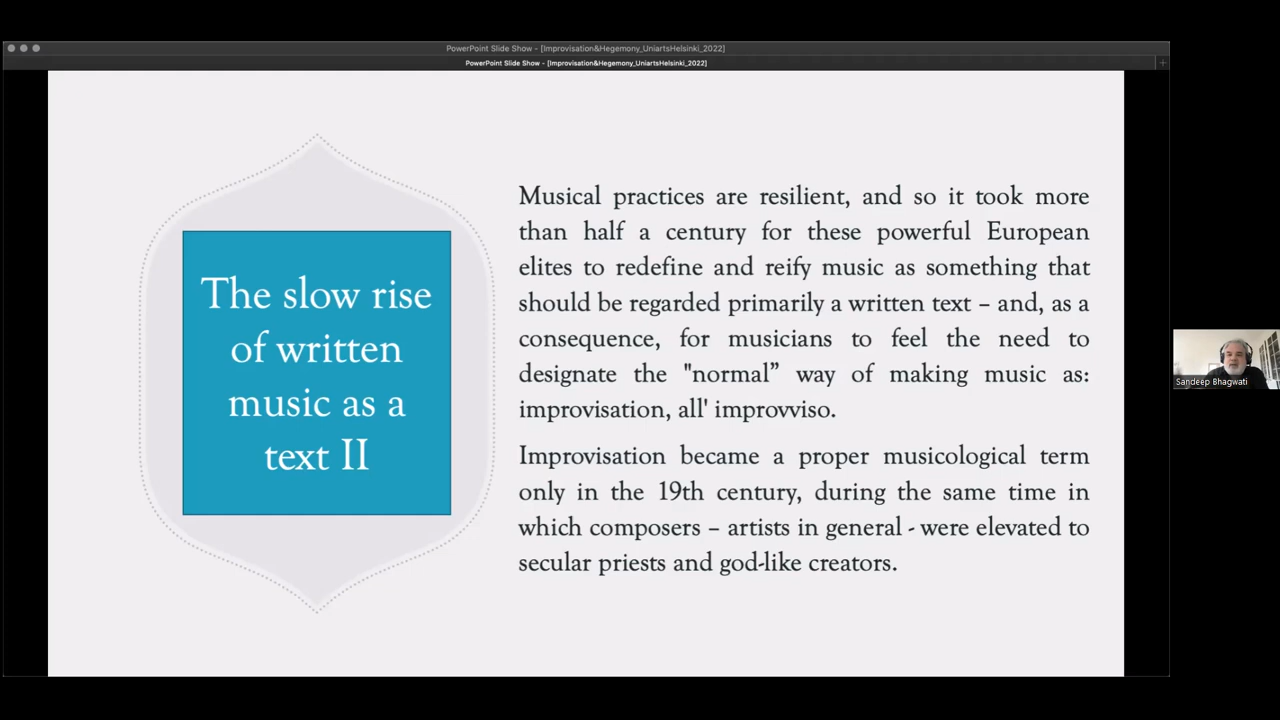 PowerPoint Slide Show - [Improvisation&Hegemony_UniartsHelsinki_2022]
PowerPoint Slide Show - [Improvisation&Hegemony_UniartsHelsinki_2022]
The slow rise
of written
music as a
text II
Musical practices are resilient, and so it took more
than half a century for these powerful European
elites to redefine and reify music as something that
should be regarded primarily a written text – and, as a
consequence, for musicians to feel the need to
designate the "normal” way of making music as:
improvisation, all' improvviso.
Improvisation became a proper musicological term
only in the 19th century, during the same time in
which composers – artists in general - were elevated to
secular priests and god-like creators.
Sandeep Bhagwati